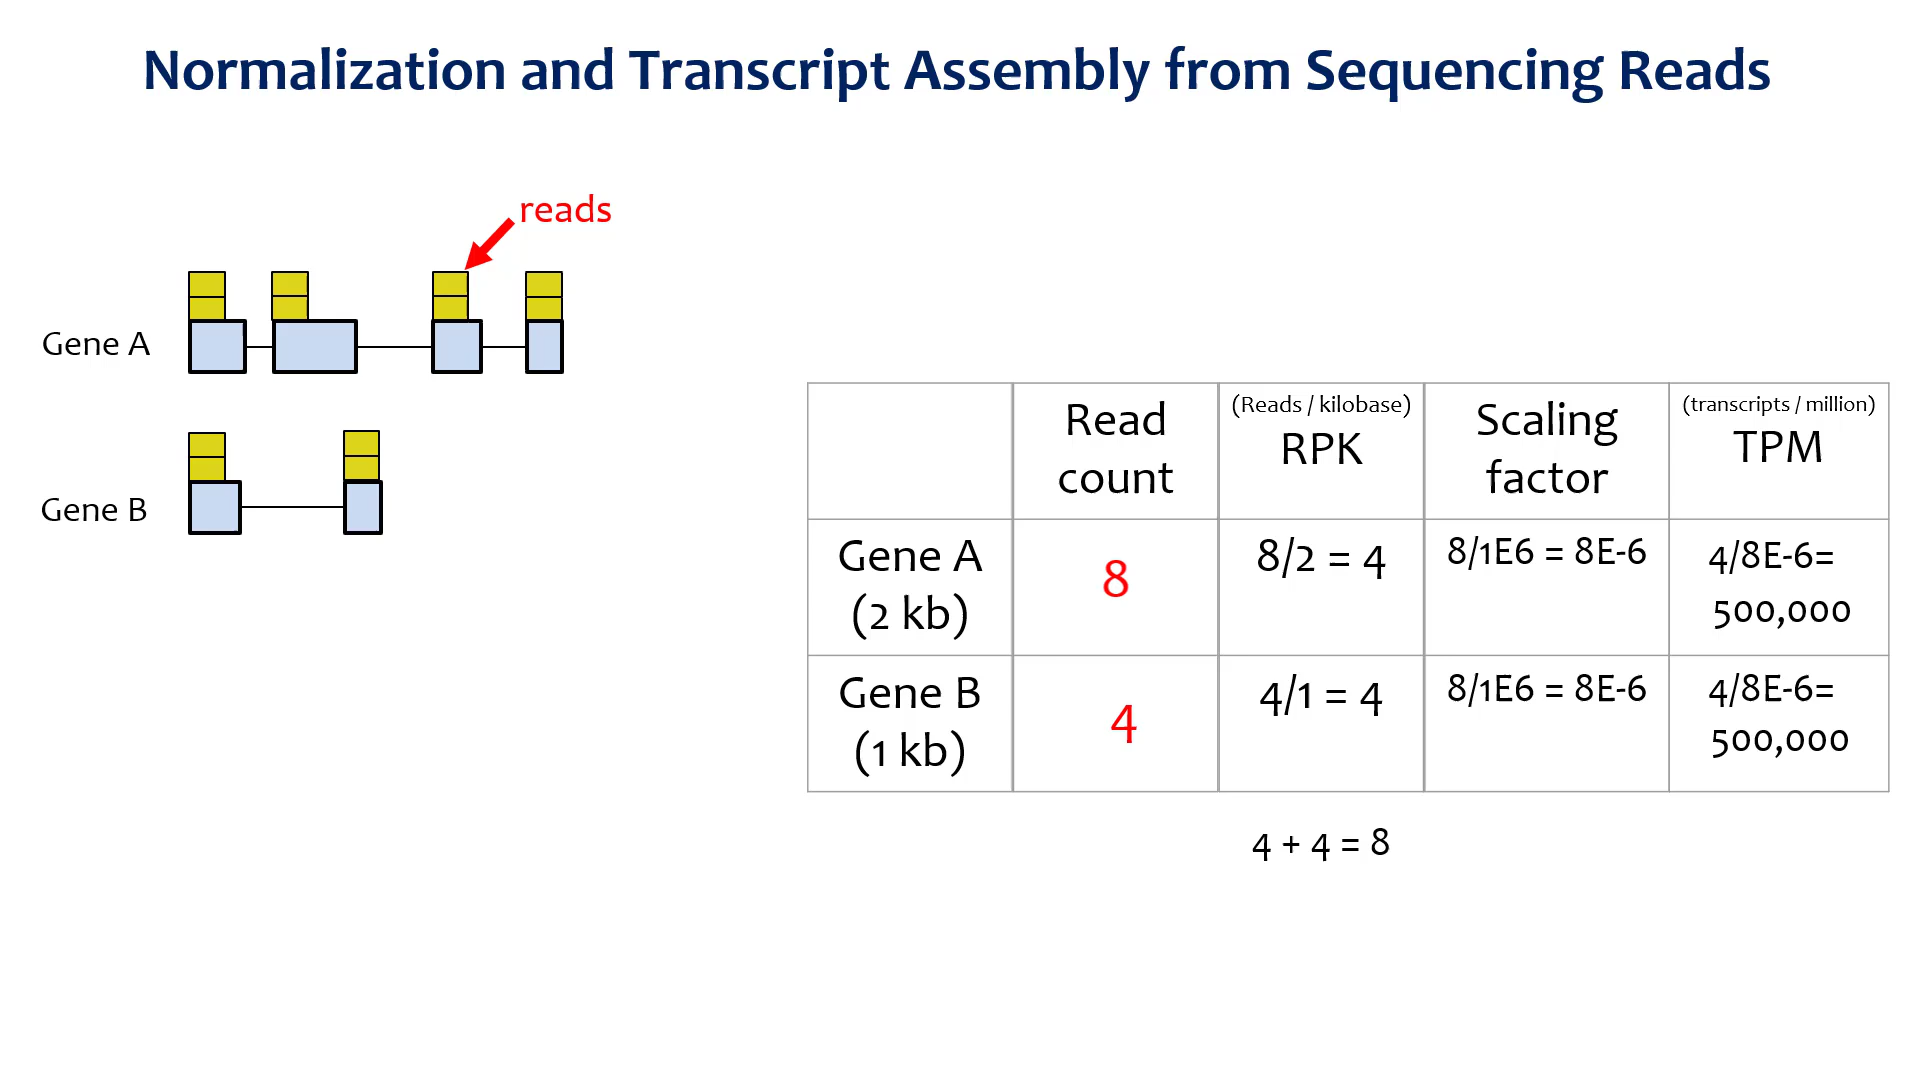 Normalization and Transcript Assembly from Sequencing Reads
reads
Gene A
Gene B
Read count
(Reads / kilobase)
RPK
Scaling factor
(transcripts / million)
TPM
Gene A
(2 kb)
8
8/2 = 4
8/1E6 = 8E-6
4/8E-6=
500,000
Gene B
(1 kb)
4
4/1 = 4
8/1E6 = 8E-6
4/8E-6=
500,000
4 + 4 = 8